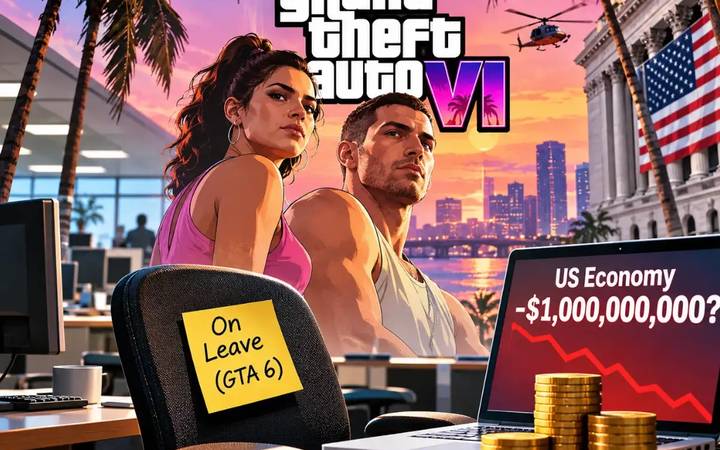 grand
theft
auto VI
On
Leave
(GTA 6)
US Economy
-$1,000,000,000?